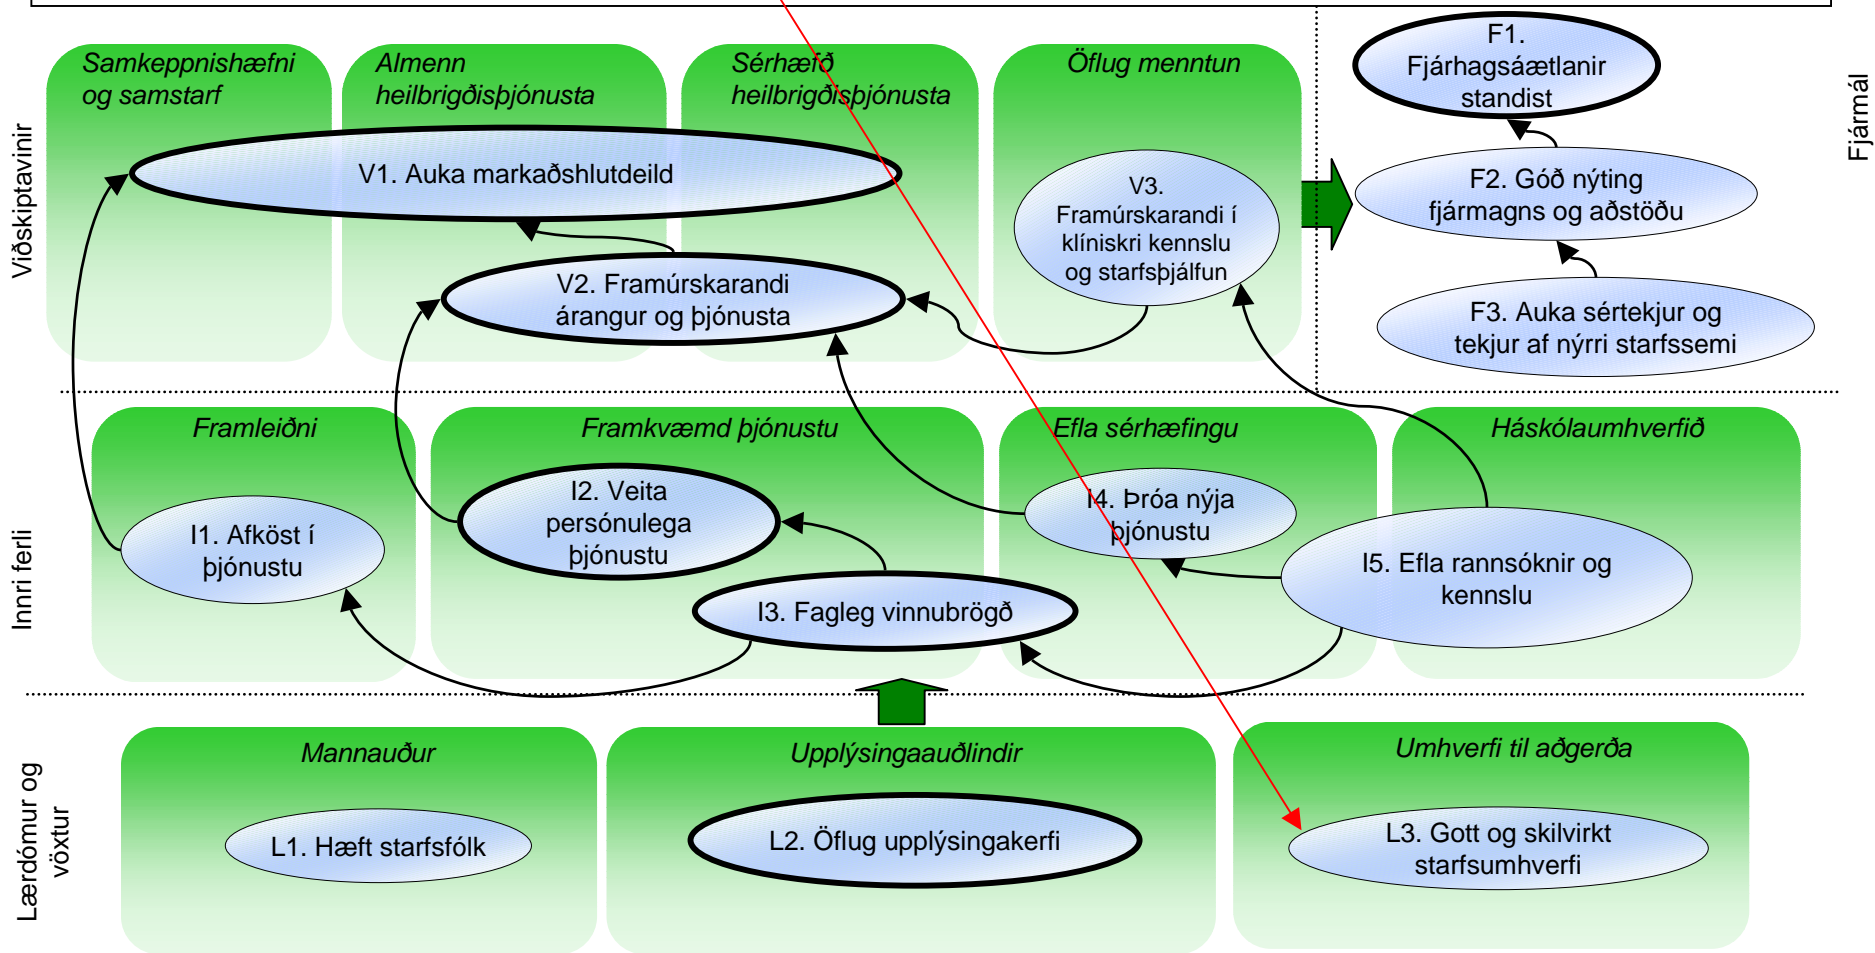 Samkeppnishæfni
og samstarf
Almenn
heilbrigðisþjónusta
Sérhæfð
heilbrigðisþjónusta
Öflug menntun
F1.
Fjárhagsáætlanir
standist
Viðskiptavinir
Fjármál
V1. Auka markaðshlutdeild
V3.
Framúrskarandi í
klíniskri kennslu
og starfsþjálfun
F2. Góð nýting
fjármagns og aðstöðu
V2. Framúrskarandi
árangur og þjónusta
F3. Auka sértekjur og
tekjur af nýrri starfssemi
Innri ferli
Framleiðni
Framkvæmd þjónustu
Efla sérhæfingu
Háskólaumhverfið
I1. Afköst í
þjónustu
I2. Veita
persónulega
þjónustu
I4. Þróa nýja
þjónustu
I5. Efla rannsóknir og
kennslu
I3. Fagleg vinnubrögð
Lærdómur og
vöxtur
Mannauður
Upplýsingaauðlindir
Umhverfi til aðgerða
L1. Hæft starfsfólk
L2. Öflug upplýsingakerfi
L3. Gott og skilvirkt
starfsumhverfi